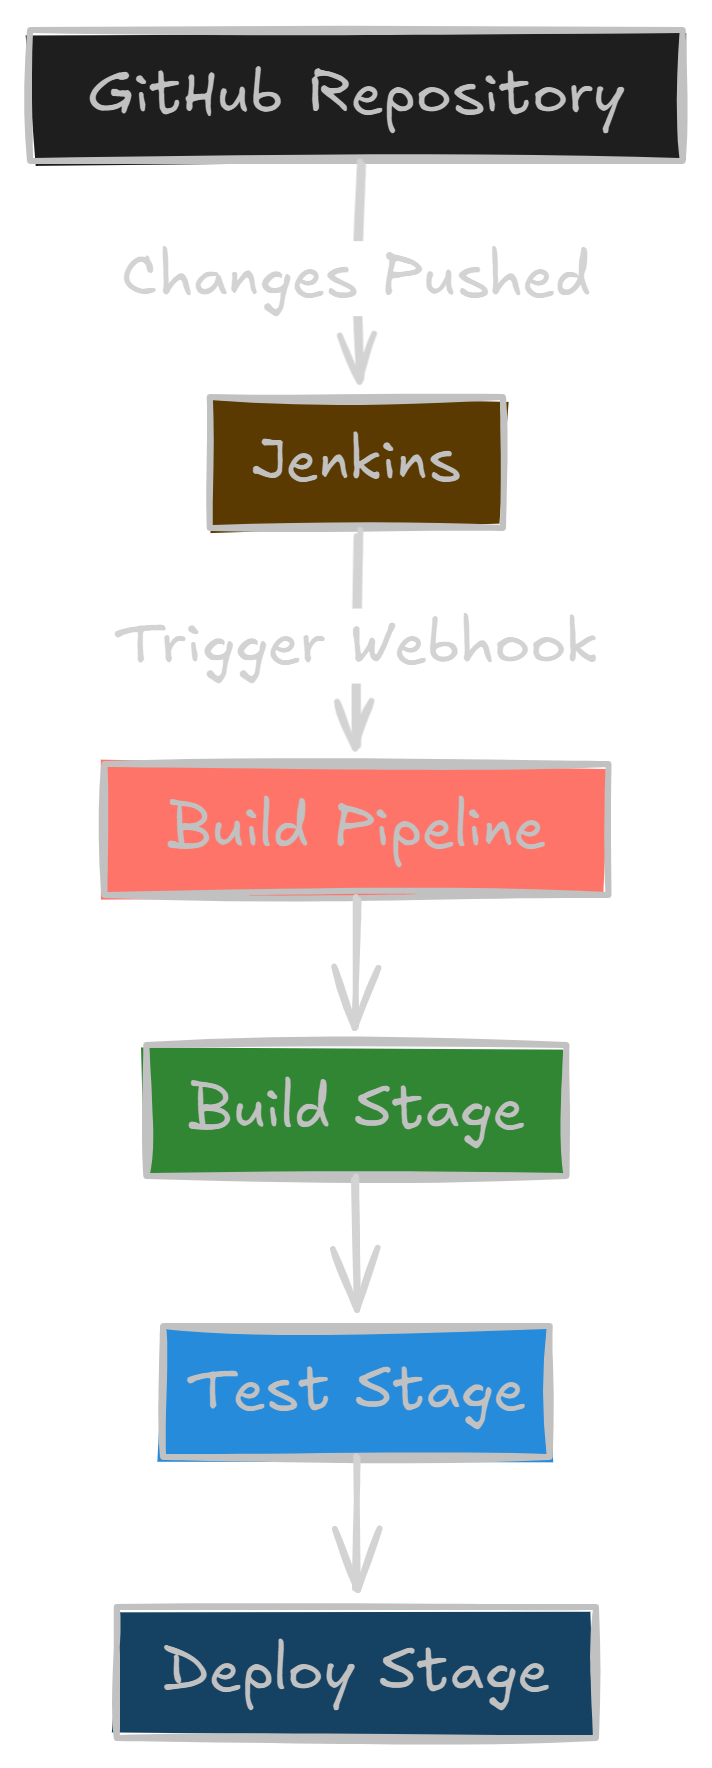 GitHub Repository
Changes Pushed
Jenkins
Trigger Webhook
Build Pipeline
Build Stage
Test Stage
Deploy Stage